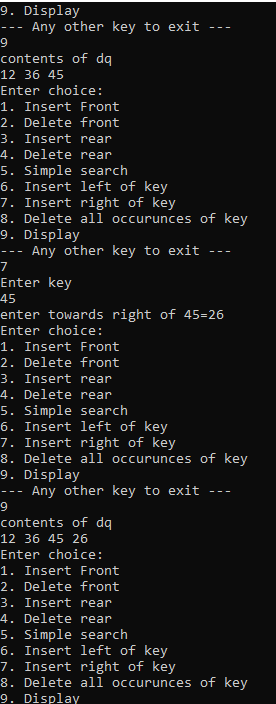 9. Display
--- Any other key to exit ---
9
contents of dq
12 36 45
Enter choice:
1. Insert Front
2. Delete front
3. Insert rear
4. Delete rear
5. Simple search
6. Insert left of key
7. Insert right of key
8. Delete all occurunces of key
9. Display
--- Any other key to exit ---
7
Enter key
45
enter towards right of 45=26
Enter choice:
1. Insert Front
2. Delete front
3. Insert rear
4. Delete rear
5. Simple search
6. Insert left of key
7. Insert right of key
8. Delete all occurunces of key
9. Display
--- Any other key to exit ---
9
contents of dq
12 36 45 26
Enter choice:
1. Insert Front
2. Delete front
3. Insert rear
4. Delete rear
5. Simple search
6. Insert left of key
7. Insert right of key
8. Delete all occurunces of key
9. Display